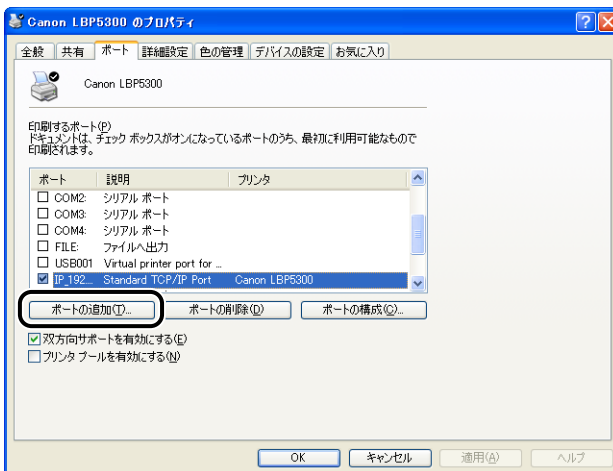 Canon LBP5300 のプロパティ
全般 共有 ポート 詳細設定 色の管理 デバイスの設定 お気に入り
Canon LBP5300
印刷するポート(P)
ドキュメントは、チェック ボックスがオンになっているポートのうち、最初に利用可能なもので
印刷されます。
ポート 説明 プリンタ
COM2: シリアル ポート
COM3: シリアル ポート
COM4: シリアル ポート
FILE: ファイルへ出力
USB001 Virtual printer port for ...
IP_192... Standard TCP/IP Port Canon LBP5300
ポートの追加(T)... ポートの削除(D) ポートの構成(C)...
双方向サポートを有効にする(E)
プリンタ プールを有効にする(N)
OK キャンセル 適用(A) ヘルプ